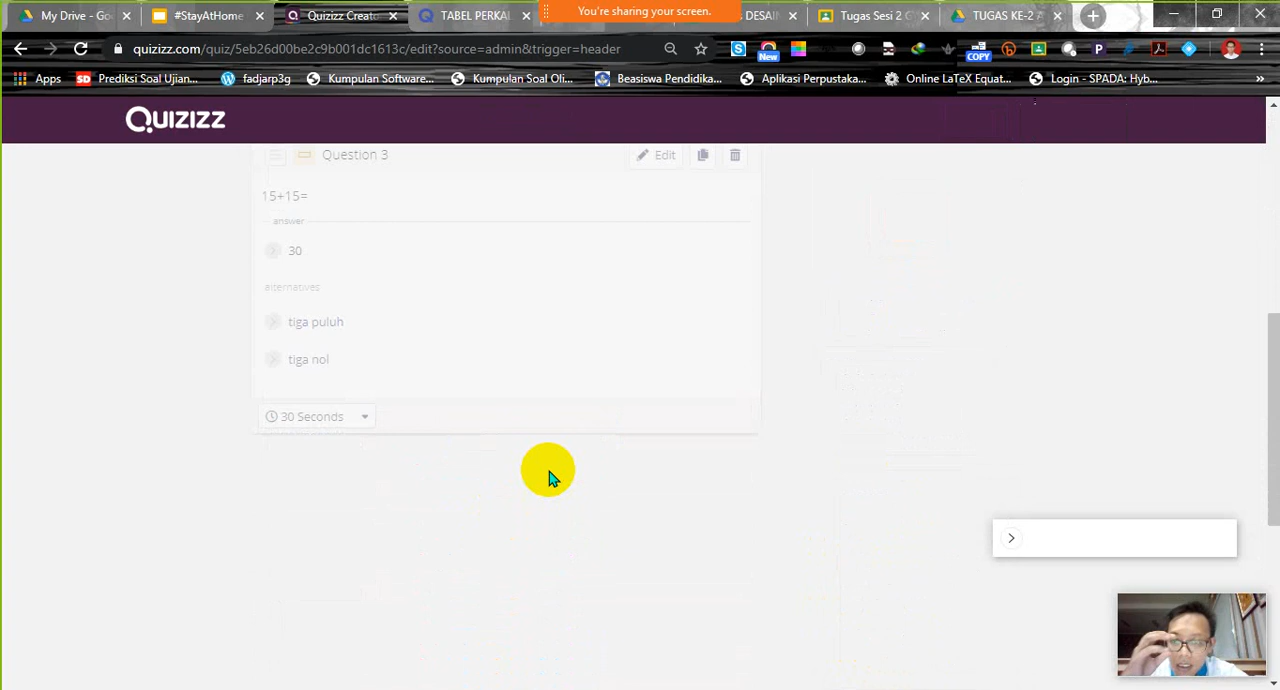 My Drive - Go
#StayAtHome
Quizizz Creat
TABEL PERKAL
You're sharing your screen.
DESAIN
Tugas Sesi 2 G
TUGAS KE-2 A
quizizz.com/quiz/5eb26d00be2c9b001dc1613c/edit?source=admin&trigger=header
New
COPY
Apps
Prediksi Soal Ujian...
fadjarp3g
Kumpulan Software...
Kumpulan Soal Oli...
Beasiswa Pendidika...
Aplikasi Perpustaka...
Online LaTeX Equat...
Login - SPADA: Hyb...
Quizizz
Question 3
Edit
15+15=
answer
30
alternatives
tiga puluh
tiga nol
30 Seconds